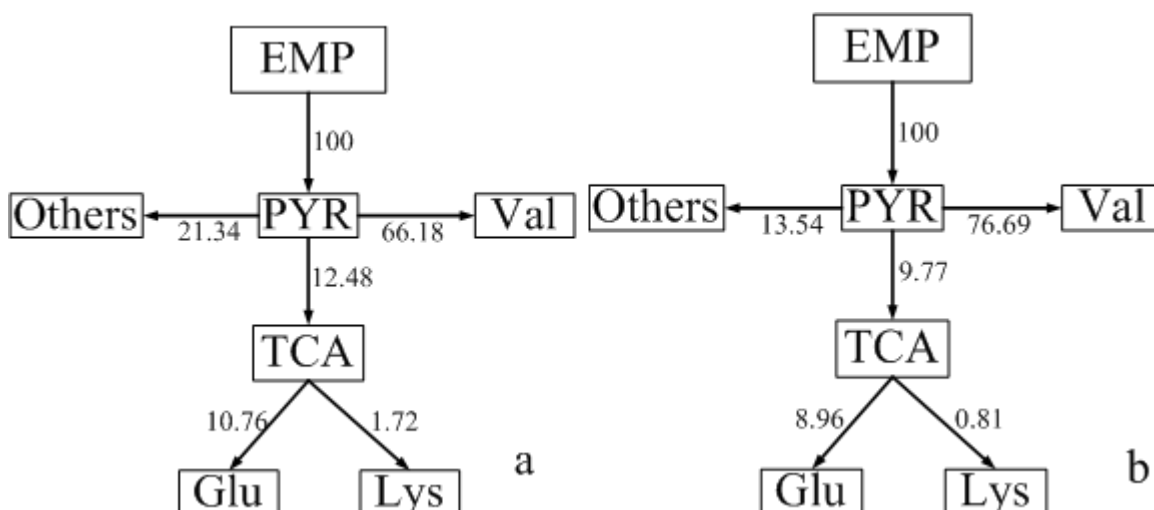 EMP
100
Others
PYR
Val
21.34
66.18
12.48
TCA
10.76
1.72
Glu
Lys
a
EMP
100
Others
PYR
Val
13.54
76.69
9.77
TCA
8.96
0.81
Glu
Lys
b